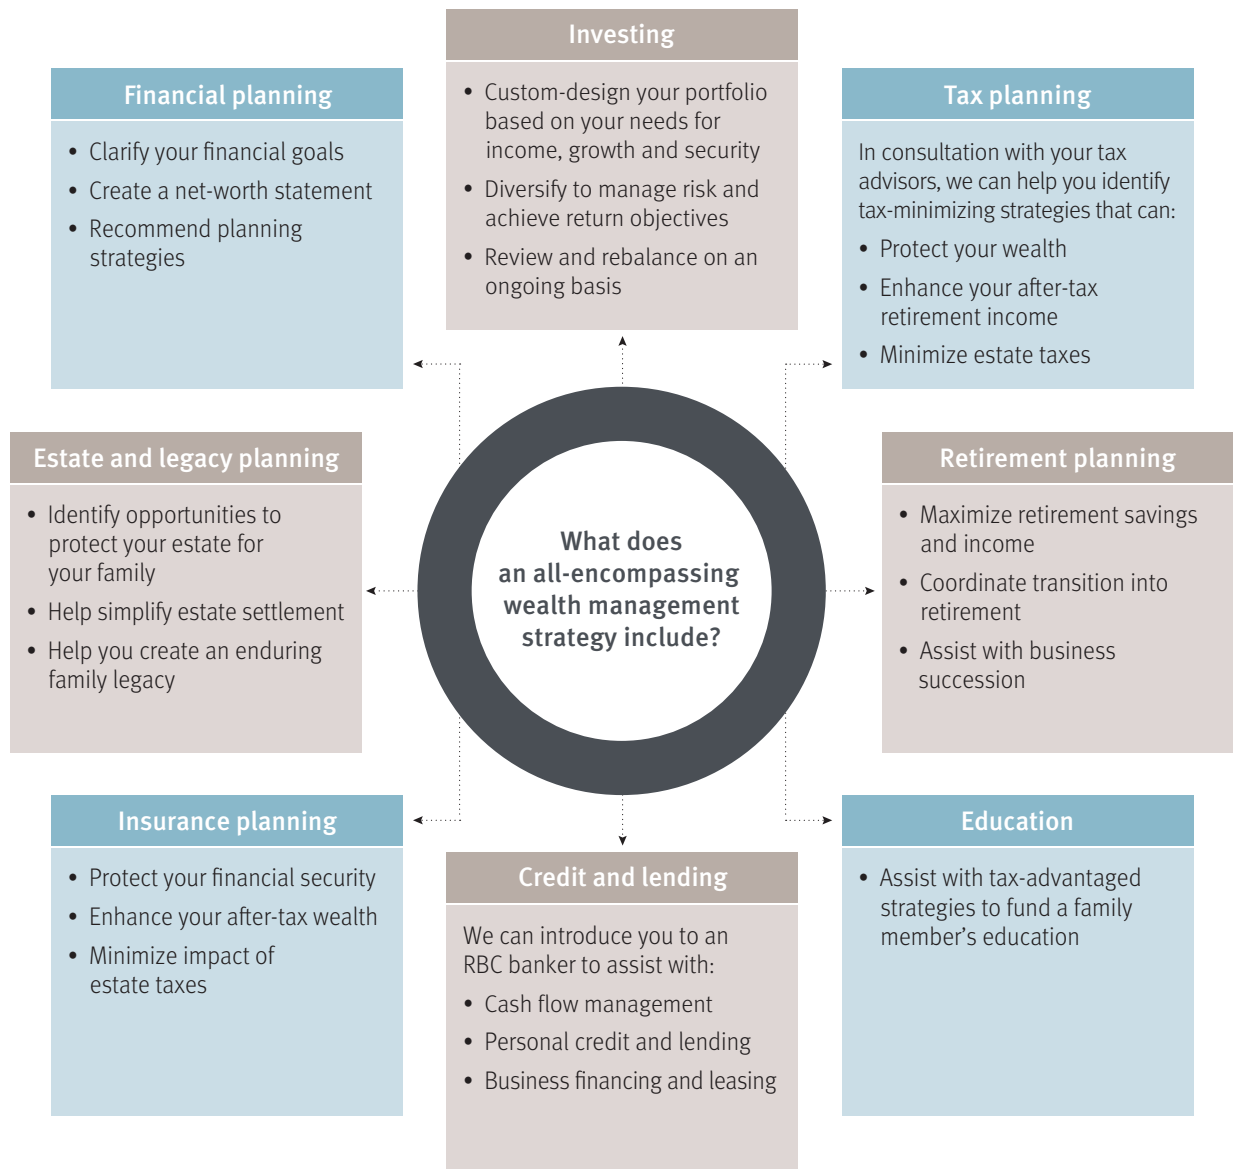 Investing
• Custom-design your portfolio
based on your needs for
income, growth and security
• Diversify to manage risk and
achieve return objectives
• Review and rebalance on an
ongoing basis
Financial planning
• Clarify your financial goals
• Create a net-worth statement
• Recommend planning
strategies
Tax planning
In consultation with your tax
advisors, we can help you identify
tax-minimizing strategies that can:
• Protect your wealth
• Enhance your after-tax
retirement income
• Minimize estate taxes
Estate and legacy planning
• Identify opportunities to
protect your estate for
your family
• Help simplify estate settlement
• Help you create an enduring
family legacy
What does
an all-encompassing
wealth management
strategy include?
Retirement planning
• Maximize retirement savings
and income
• Coordinate transition into
retirement
• Assist with business
succession
Insurance planning
• Protect your financial security
• Enhance your after-tax wealth
• Minimize impact of
estate taxes
Credit and lending
We can introduce you to an
RBC banker to assist with:
• Cash flow management
• Personal credit and lending
• Business financing and leasing
Education
• Assist with tax-advantaged
strategies to fund a family
member’s education